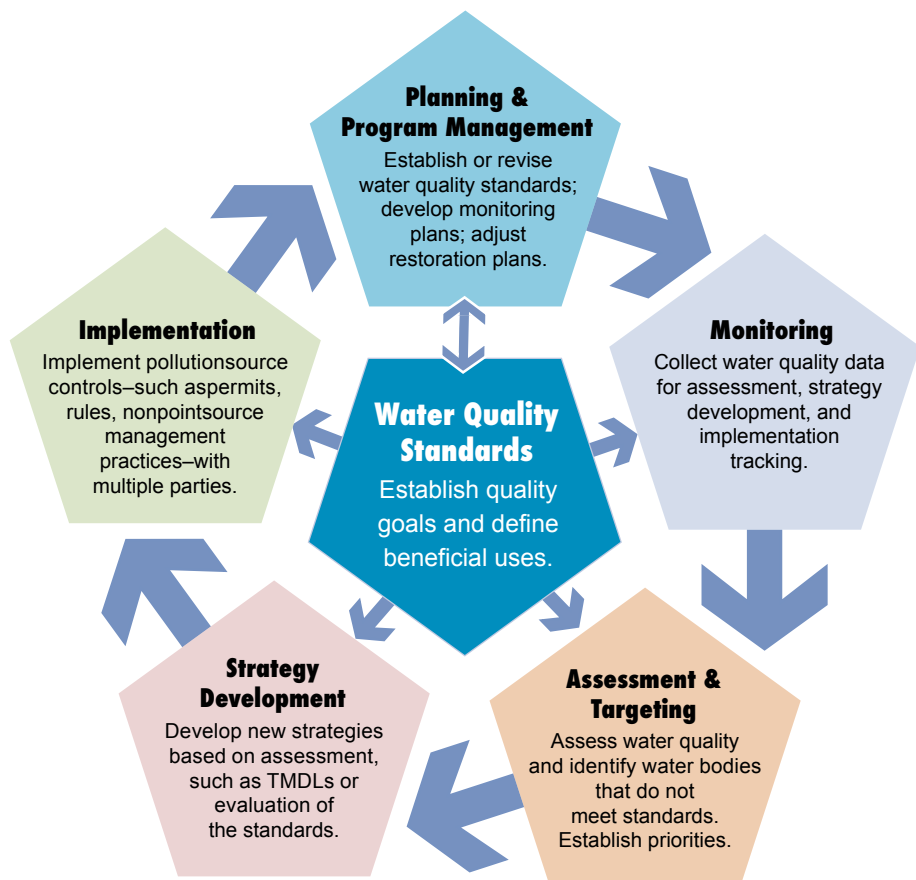 Planning &
Program Management
Establish or revise
water quality standards;
develop monitoring
plans; adjust
restoration plans.
Implementation
Implement pollutionsource
controls–such aspermits,
rules, nonpointsource
management
practices–with
multiple parties.
Monitoring
Collect water quality data
for assessment, strategy
development, and
implementation
tracking.
Water Quality
Standards
Establish quality
goals and define
beneficial uses.
Strategy
Development
Develop new strategies
based on assessment,
such as TMDLs or
evaluation of
the standards.
Assessment &
Targeting
Assess water quality
and identify water bodies
that do not
meet standards.
Establish priorities.